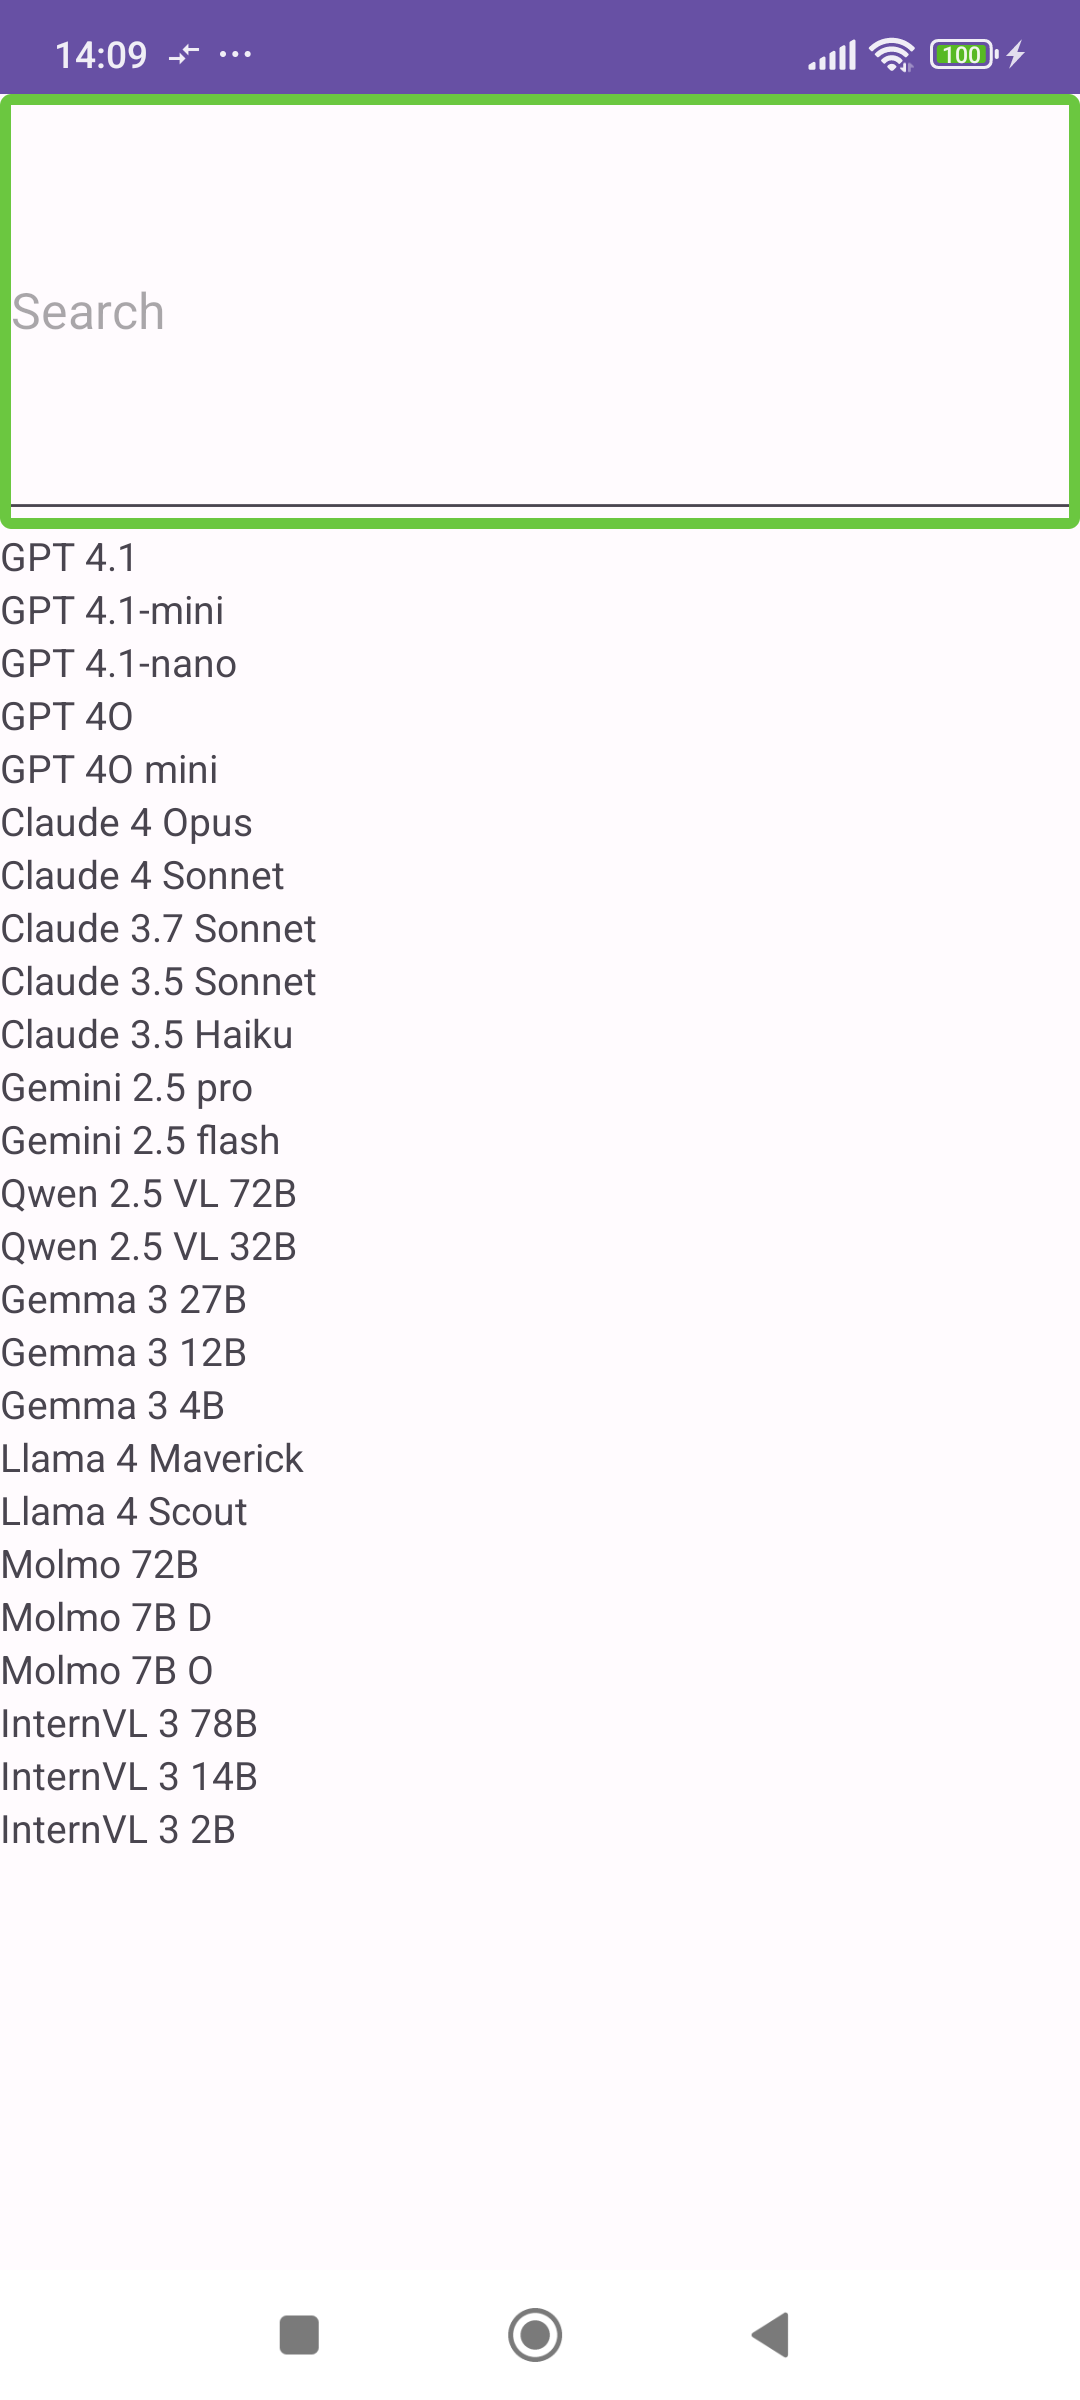 14:09
100
Search
GPT 4.1
GPT 4.1-mini
GPT 4.1-nano
GPT 4O
GPT 4O mini
Claude 4 Opus
Claude 4 Sonnet
Claude 3.7 Sonnet
Claude 3.5 Sonnet
Claude 3.5 Haiku
Gemini 2.5 pro
Gemini 2.5 flash
Qwen 2.5 VL 72B
Qwen 2.5 VL 32B
Gemma 3 27B
Gemma 3 12B
Gemma 3 4B
Llama 4 Maverick
Llama 4 Scout
Molmo 72B
Molmo 7B D
Molmo 7B O
InternVL 3 78B
InternVL 3 14B
InternVL 3 2B